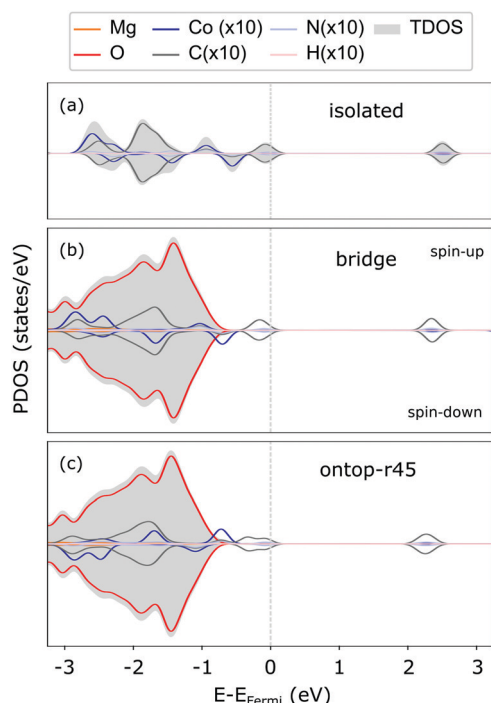 Mg Co (x10) N(x10) TDOS
O C(x10) H(x10)
(a) isolated
(b) bridge spin-up
spin-down
(c) ontop-r45
PDOS (states/eV)
-3 -2 -1 0 1 2 3
E-EFermi (eV)